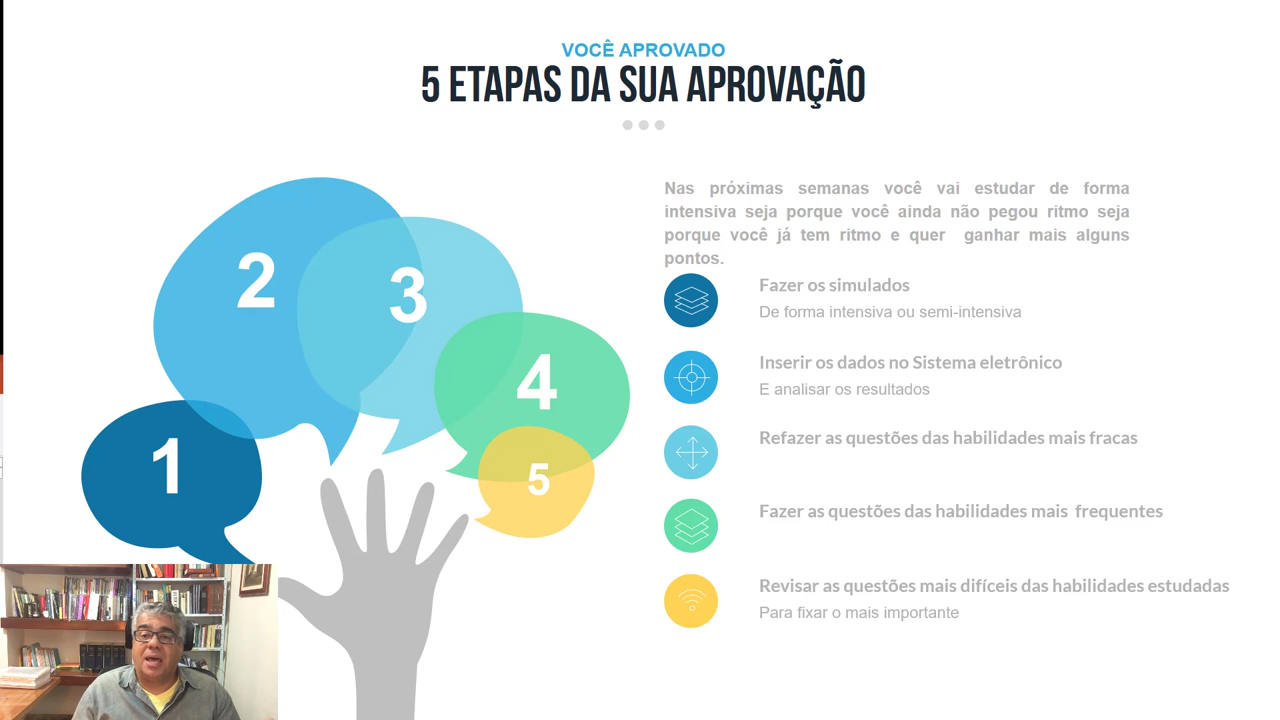 VOCÊ APROVADO
5 ETAPAS DA SUA APROVAÇÃO
Nas próximas semanas você vai estudar de forma
intensiva seja porque você ainda não pegou ritmo seja
porque você já tem ritmo e quer ganhar mais alguns
pontos.
Fazer os simulados
De forma intensiva ou semi-intensiva
Inserir os dados no Sistema eletrônico
E analisar os resultados
Refazer as questões das habilidades mais fracas
Fazer as questões das habilidades mais frequentes
Revisar as questões mais difíceis das habilidades estudadas
Para fixar o mais importante
1
2
3
4
5